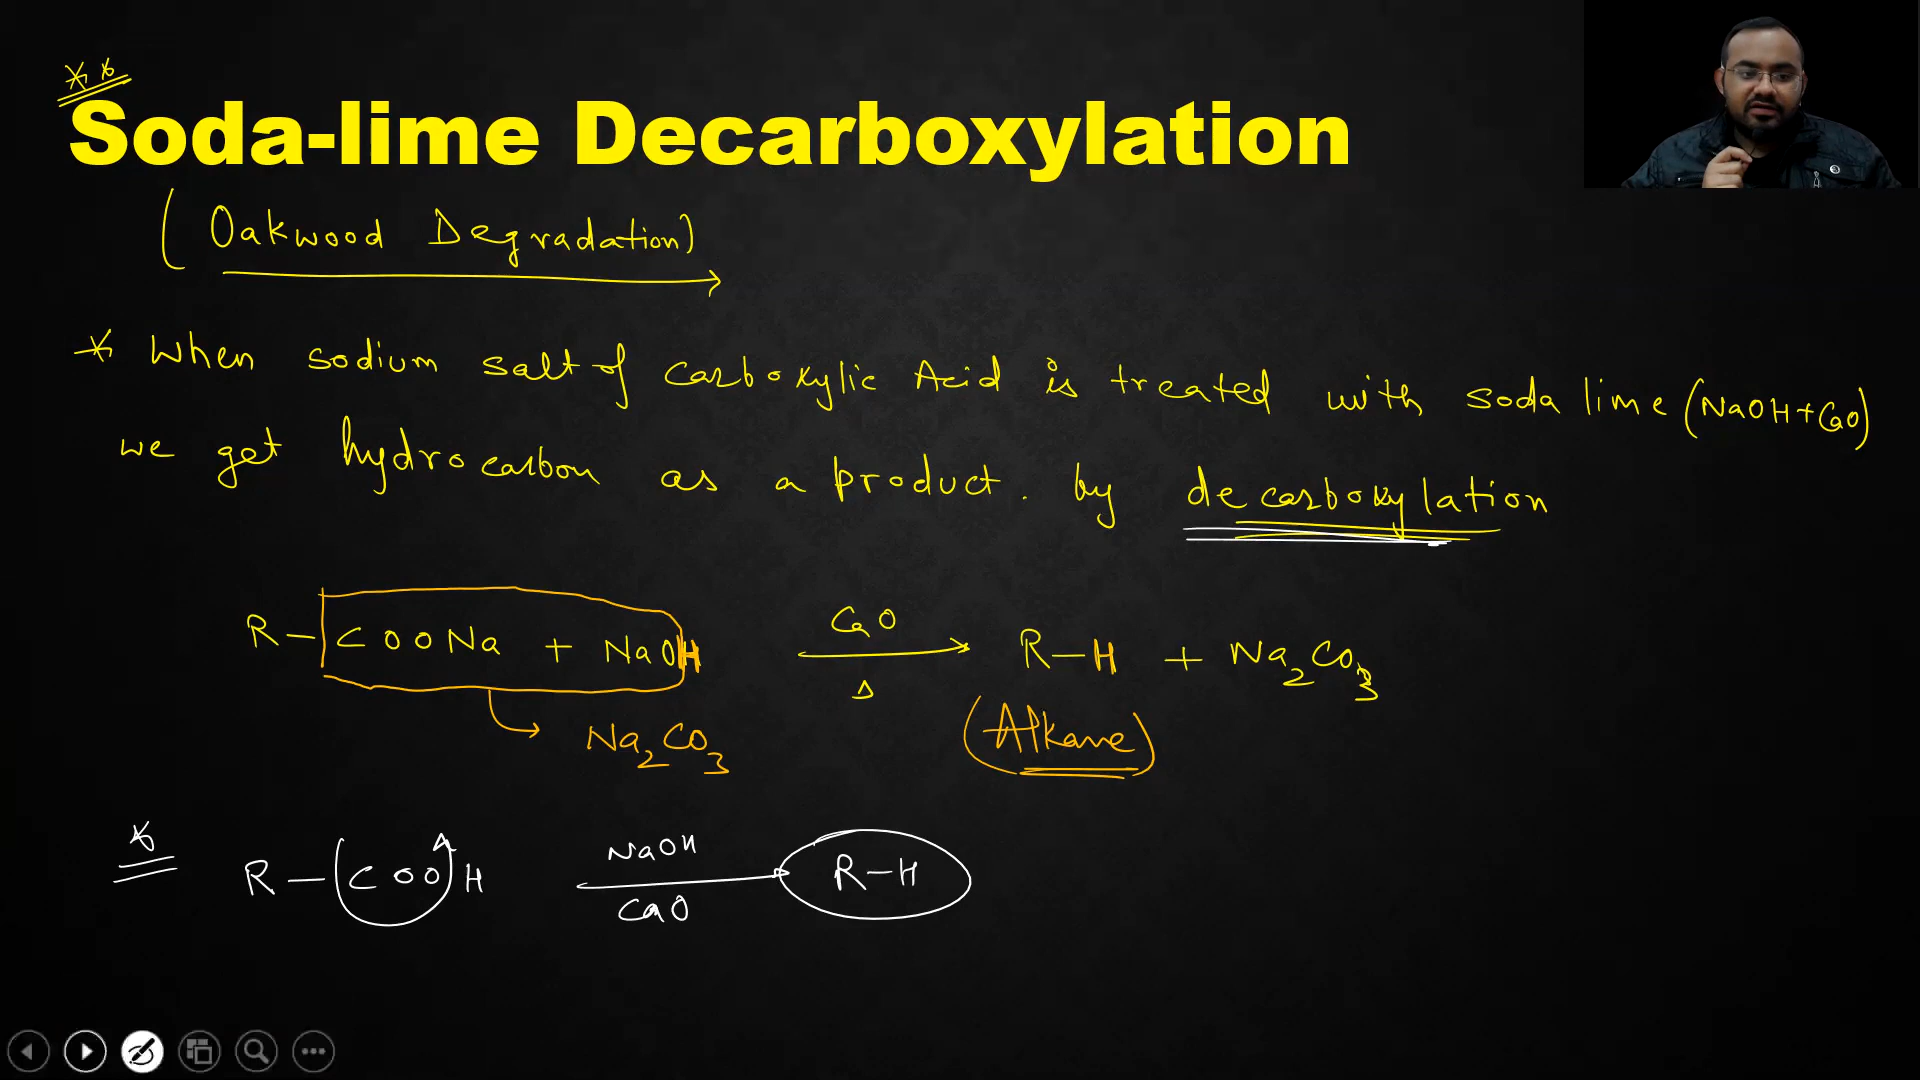 Soda-lime Decarboxylation
(Oakwood Degradation)
* When sodium salt of carboxylic Acid is treated with soda lime (NaOH+CaO)
we get hydrocarbon as a product. by decarboxylation
R-COONa + NaOH CaO Δ R-H + Na2CO3
Na2CO3 (Alkane)
R-COOH NaOH CaO R-H